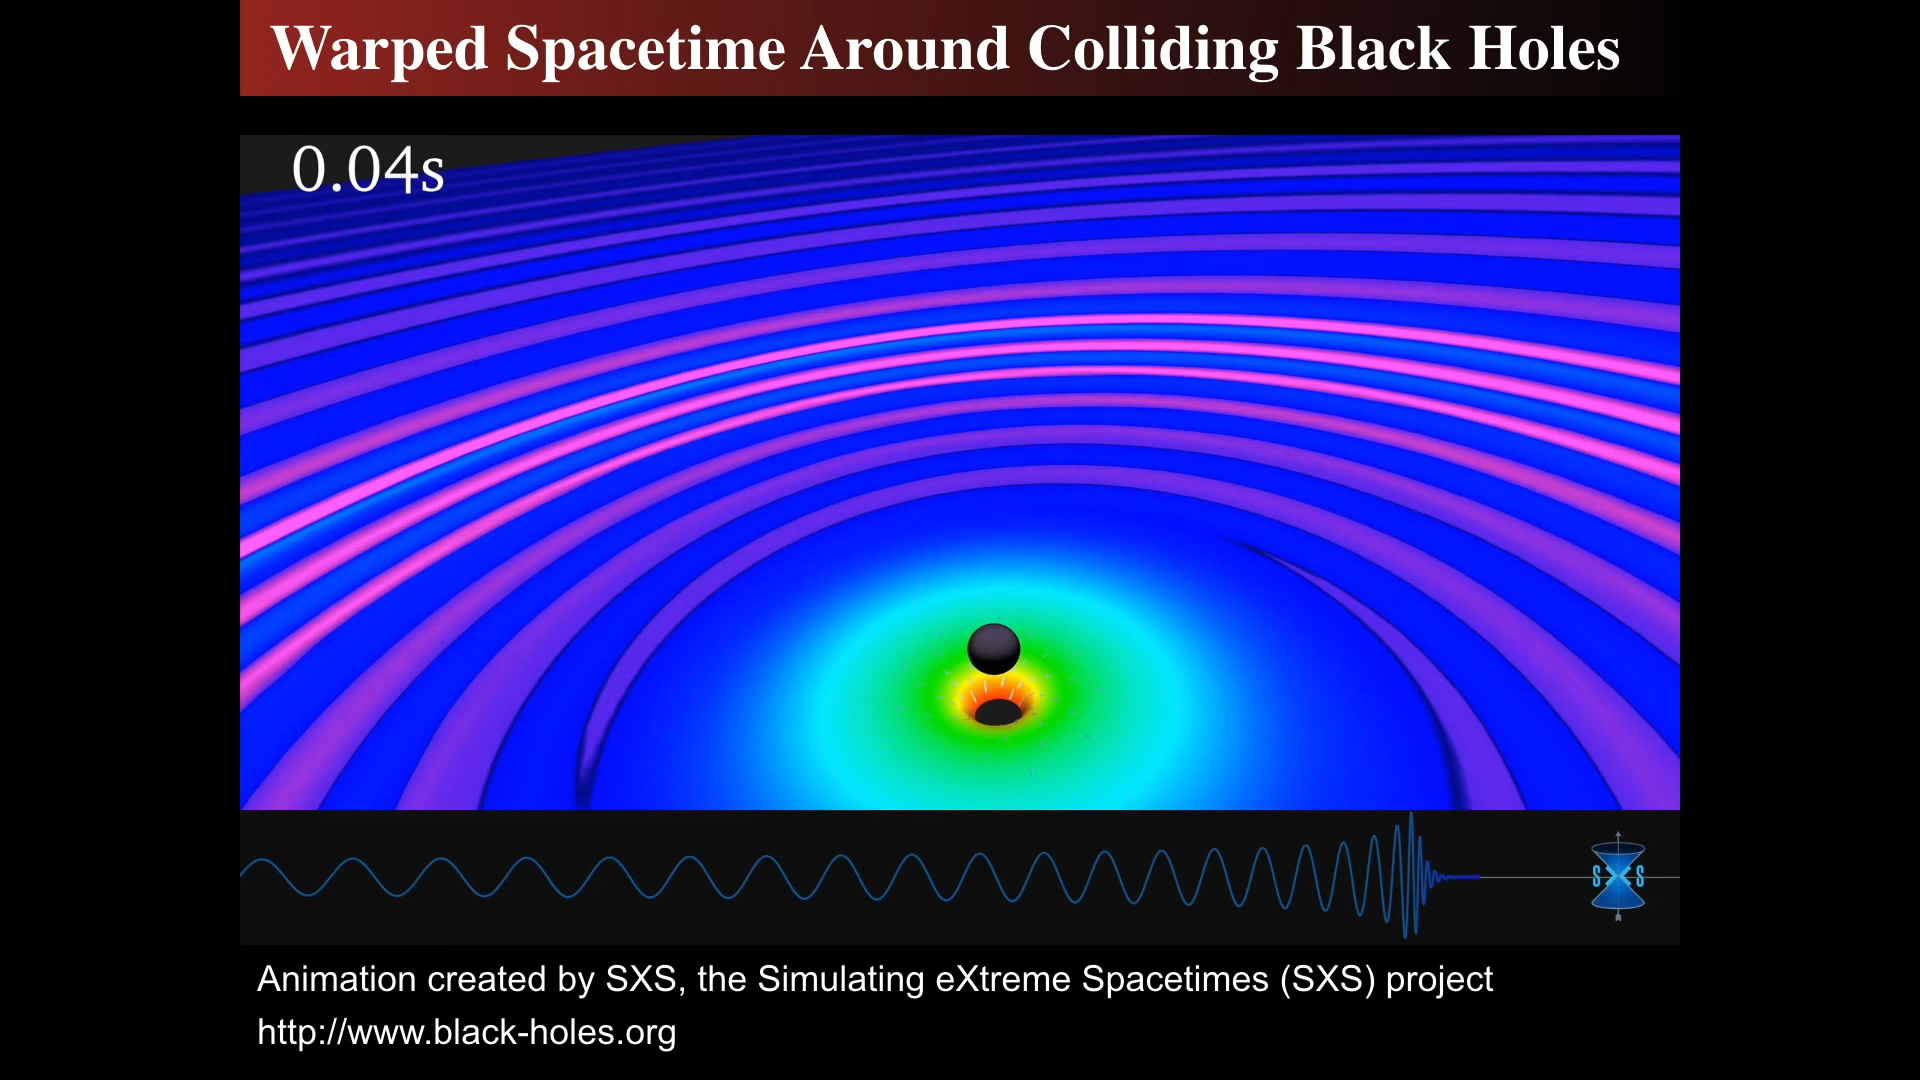 Warped Spacetime Around Colliding Black Holes
0.04s
SXS
Animation created by SXS, the Simulating eXtreme Spacetimes (SXS) project
http://www.black-holes.org